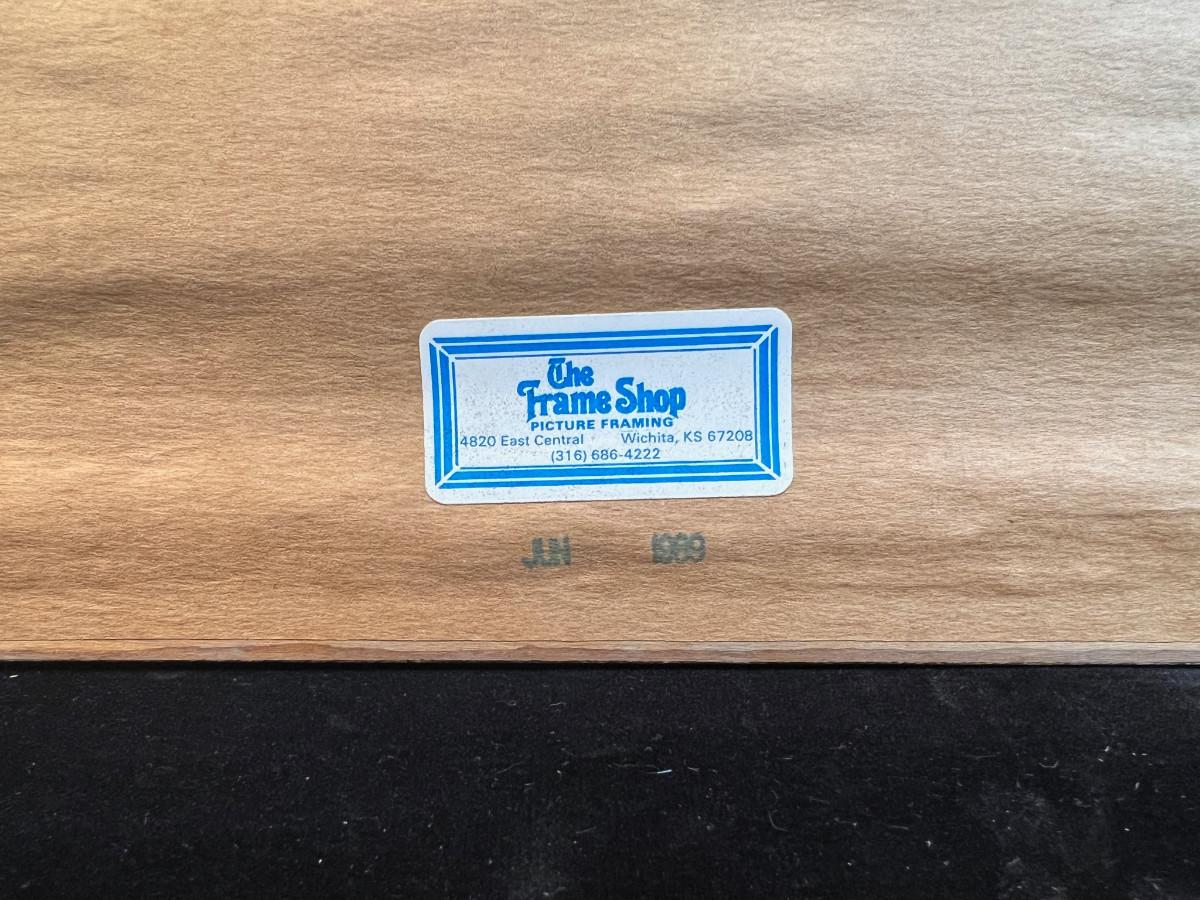 The
Frame Shop
PICTURE FRAMING
4820 East Central Wichita, KS 67208
(316) 686-4222
JUN 1989